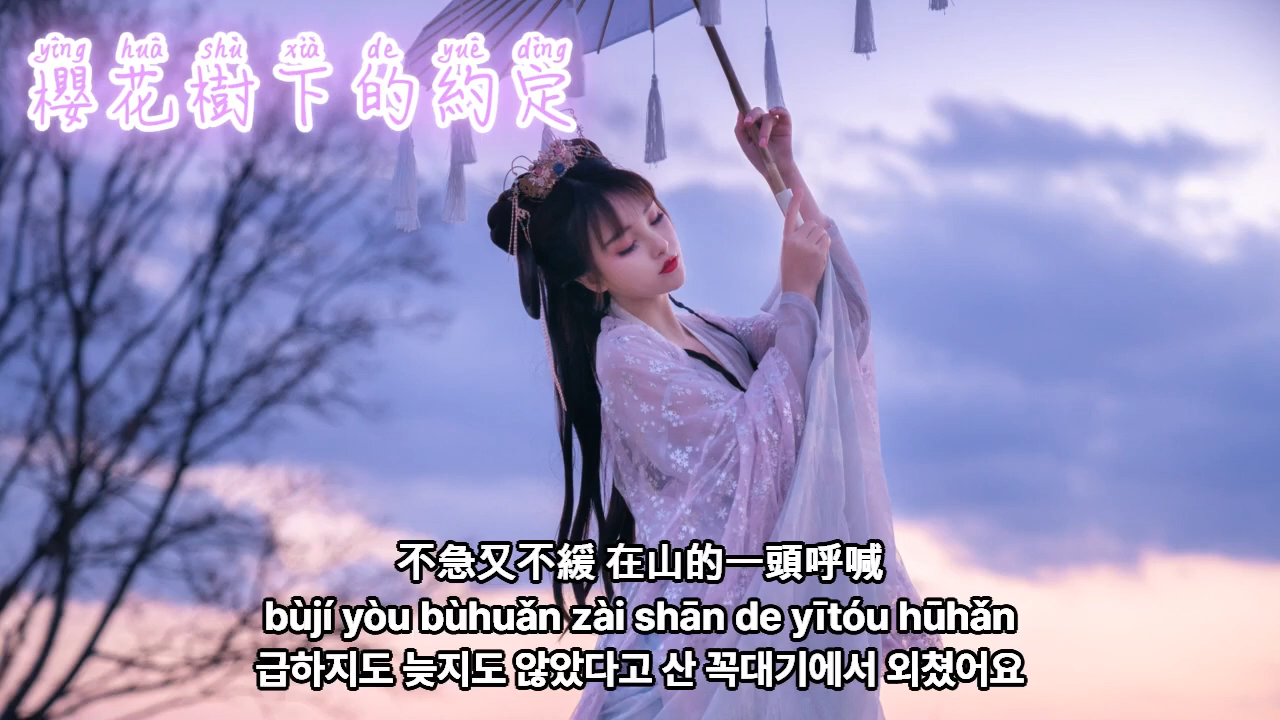 yīng huā shù xià de yuē dìng
櫻花樹下的約定
不急又不緩 在山的一頭呼喊
bùjí yòu bùhuǎn zài shān de yītóu hūhǎn
급하지도 늦지도 않았다고 산 꼭대기에서 외쳤어요